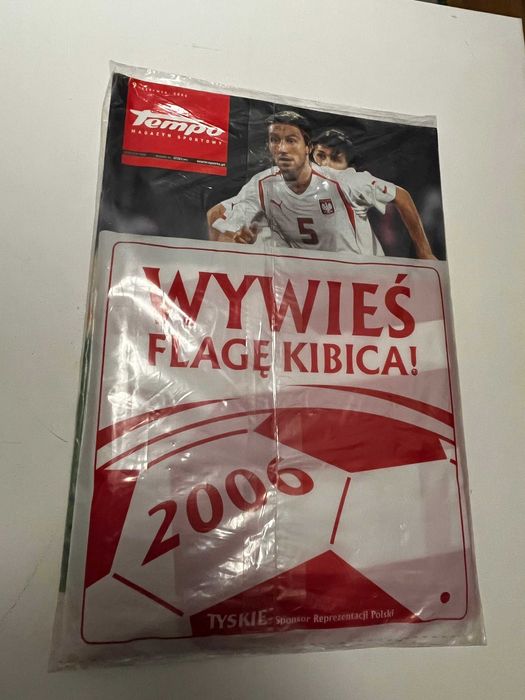 Tempo
MAGAZYN SPORTOWY
5
WYWIEŚ
FLAGĘ KIBICA!
2006
TYSKIE Sponsor Reprezentacji Polski